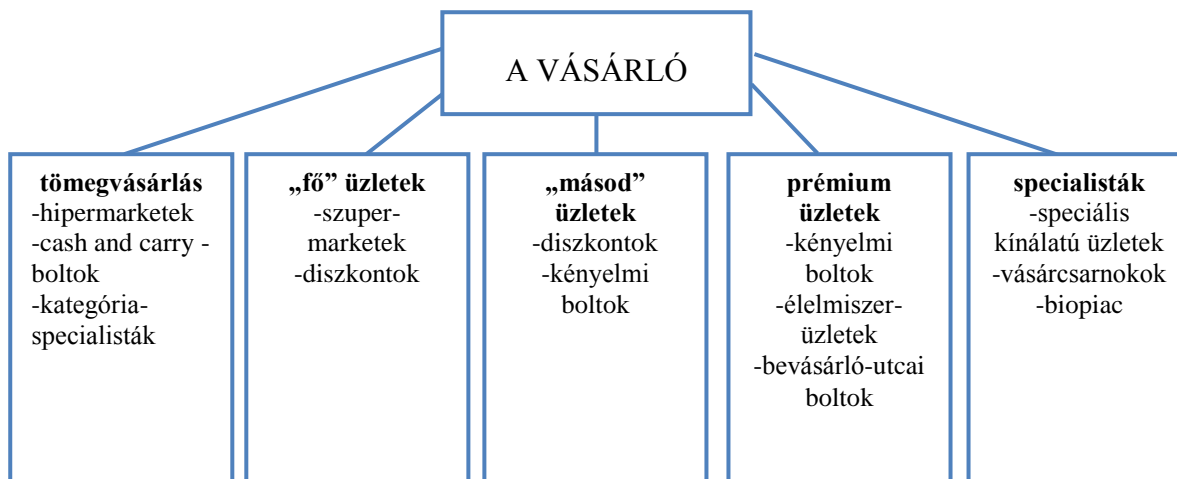 A VÁSÁRLÓ
tömegvásárlás
-hipermarketek
-cash and carry -
boltok
-kategória-
specialisták
„fő” üzletek
-szuper-
marketek
-diszkontok
„másod”
üzletek
-diszkontok
-kényelmi
boltok
prémium
üzletek
-kényelmi
boltok
-élelmiszer-
üzletek
-bevásárló-utcai
boltok
specialisták
-speciális
kínálatú üzletek
-vásárcsarnokok
-biopiac